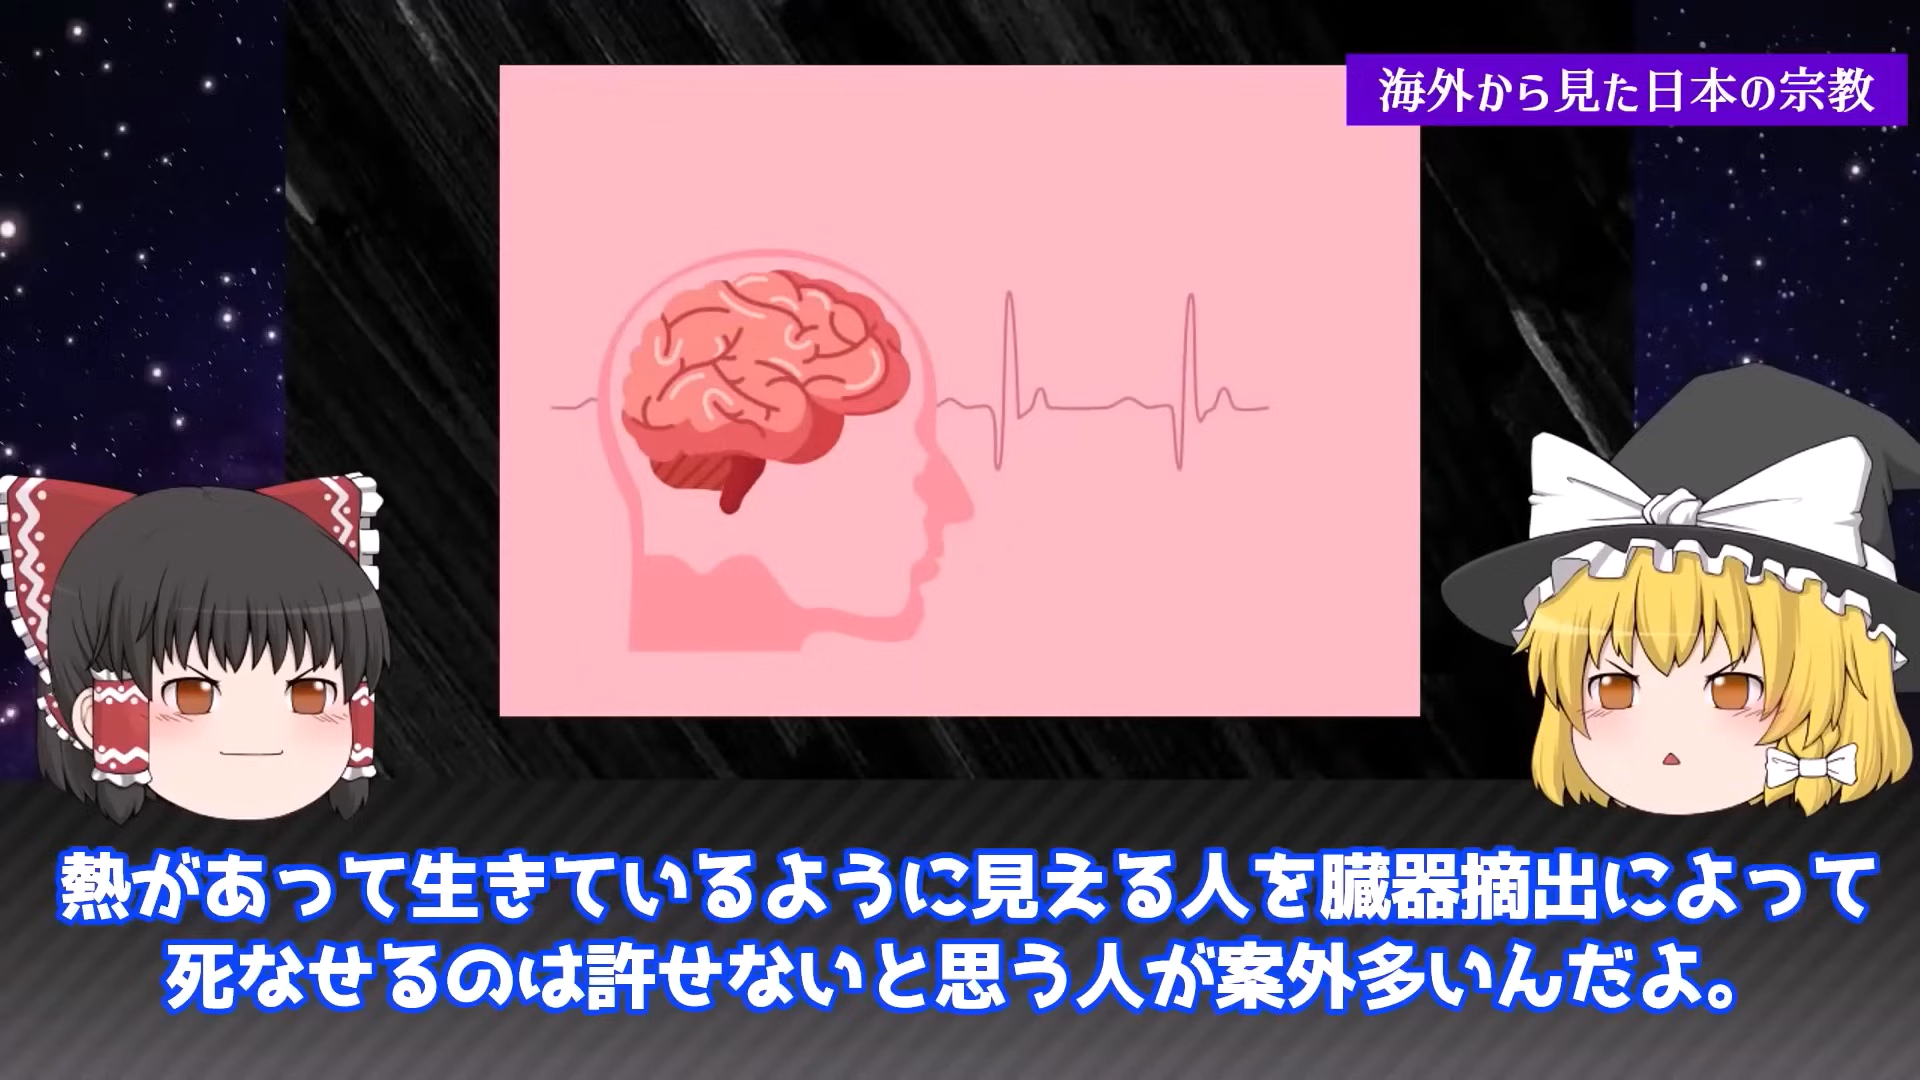 海外から見た日本の宗教
熱があって生きているように見える人を臓器摘出によって
死なせるのは許せないと思う人が案外多いんだよ。